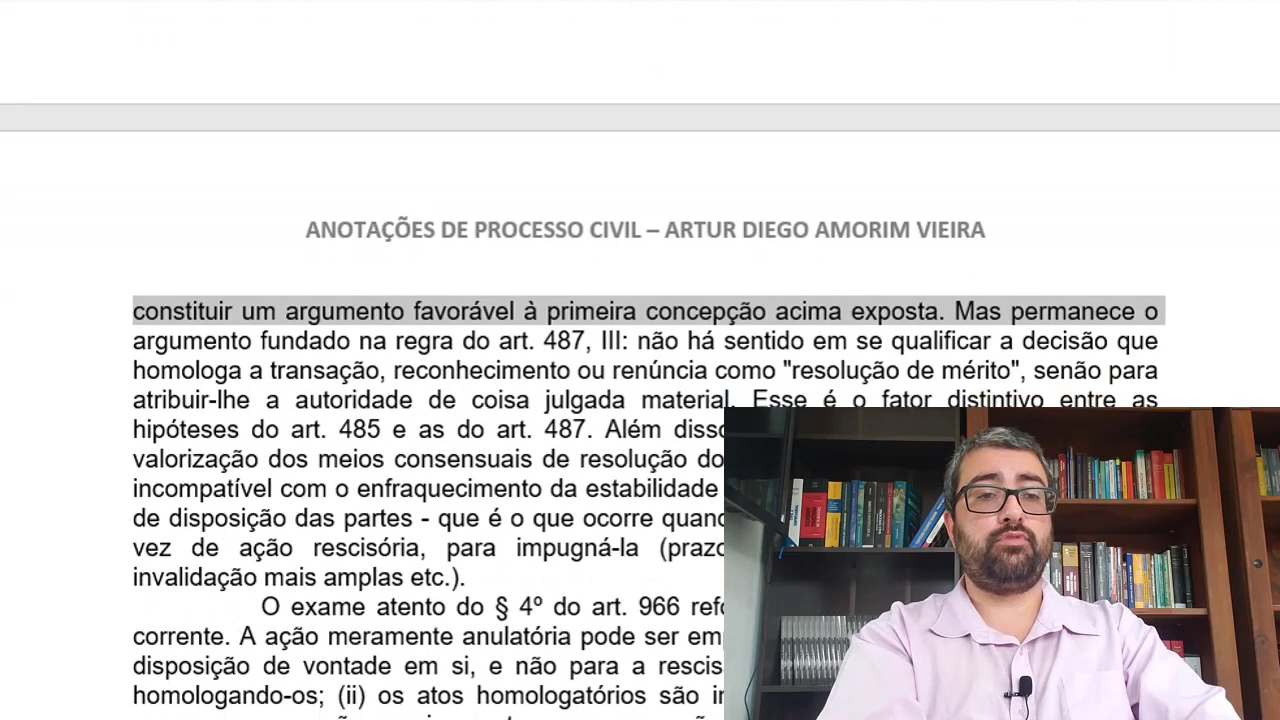 ANOTAÇÕES DE PROCESSO CIVIL – ARTUR DIEGO AMORIM VIEIRA
constituir um argumento favorável à primeira concepção acima exposta. Mas permanece o
argumento fundado na regra do art. 487, III: não há sentido em se qualificar a decisão que
homologa a transação, reconhecimento ou renúncia como "resolução de mérito", senão para
atribuir-lhe a autoridade de coisa julgada material. Esse é o fator distintivo entre as
hipóteses do art. 485 e as do art. 487. Além
valorização dos meios consensuais de resolução
incompatível com o enfraquecimento da estabilidade
de disposição das partes - que é o que ocorre
vez de ação rescisória, para impugná-la
invalidação mais amplas etc.).
O exame atento do § 4º do art. 966
corrente. A ação meramente anulatória pode ser
disposição de vontade em si, e não para a
homologando-os; (ii) os atos homologatórios são